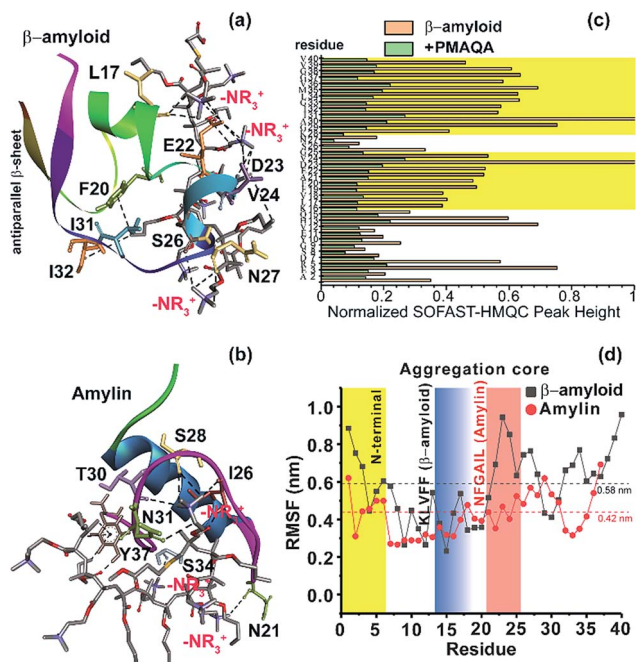 (a)
β-amyloid
L17
-NR3+
-NR3+
E22
D23
V24
F20
I31
S26
I32
N27
-NR3+
antiparallel β-sheet
(c)
β-amyloid
+PMAQA
residue
0 0.2 0.4 0.6 0.8 1
Normalized SOFAST-HMQC Peak Height
(b)
Amylin
S28
T30
I26
N31
-NR3+
Y37
S34
-NR3+
-NR3+
N21
(d)
Aggregation core
β-amyloid
Amylin
N-terminal
KLVFF (β-amyloid)
NFGAIL (Amylin)
RMSF (nm)
1.0
0.8
0.6
0.4
0.2
0.0
0.58 nm
0.42 nm
0 5 10 15 20 25 30 35 40
Residue